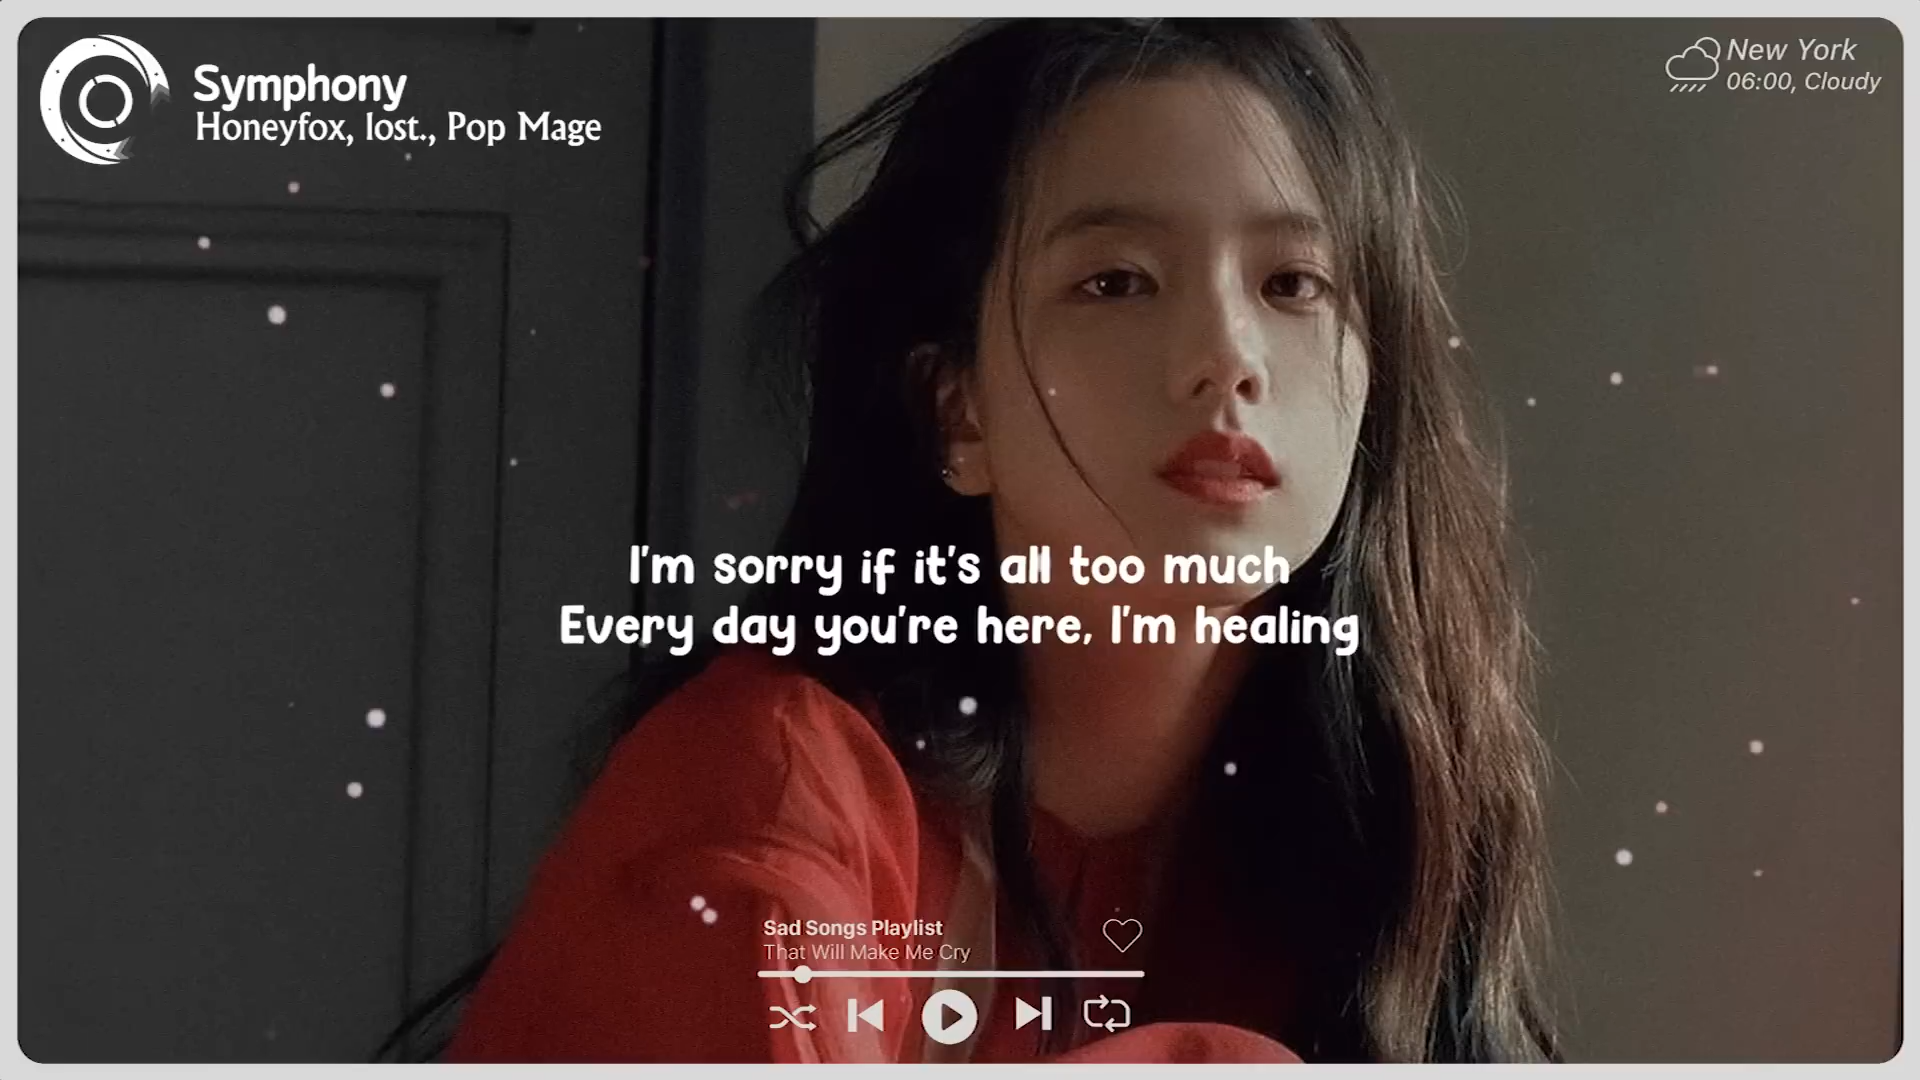 Symphony
Honeyfox, lost., Pop Mage
New York
06:00, Cloudy
I'm sorry if it's all too much
Every day you're here, I'm healing
Sad Songs Playlist
That Will Make Me Cry